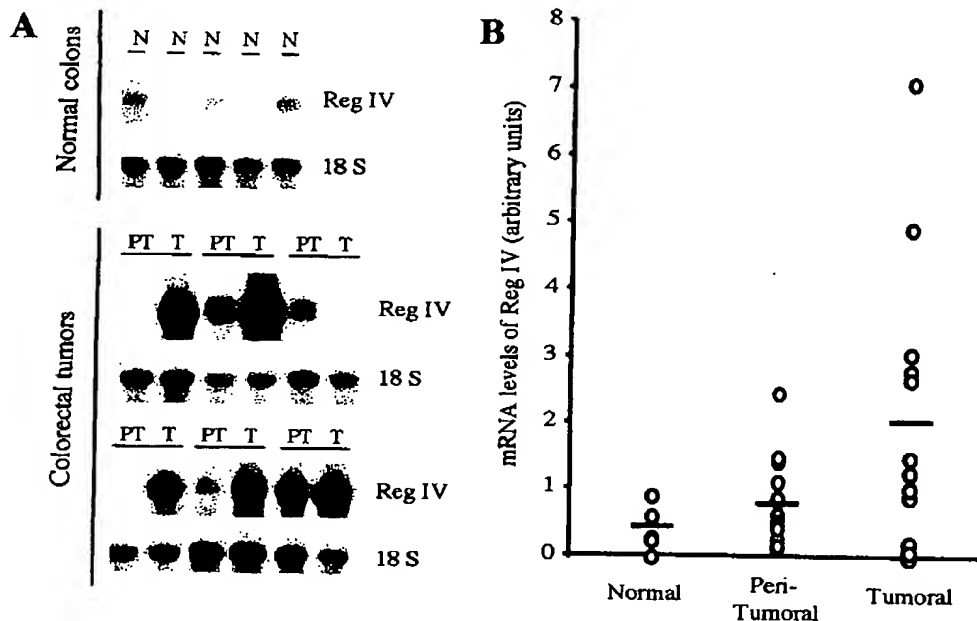 A
Normal colons
N N N N N
Reg IV
18 S
Colorectal tumors
PT T PT T PT T
Reg IV
18 S
PT T PT T PT T
Reg IV
18 S
B
mRNA levels of Reg IV (arbitrary units)
8
7
6
5
4
3
2
1
0
Normal
Peri-
Tumoral
Tumoral